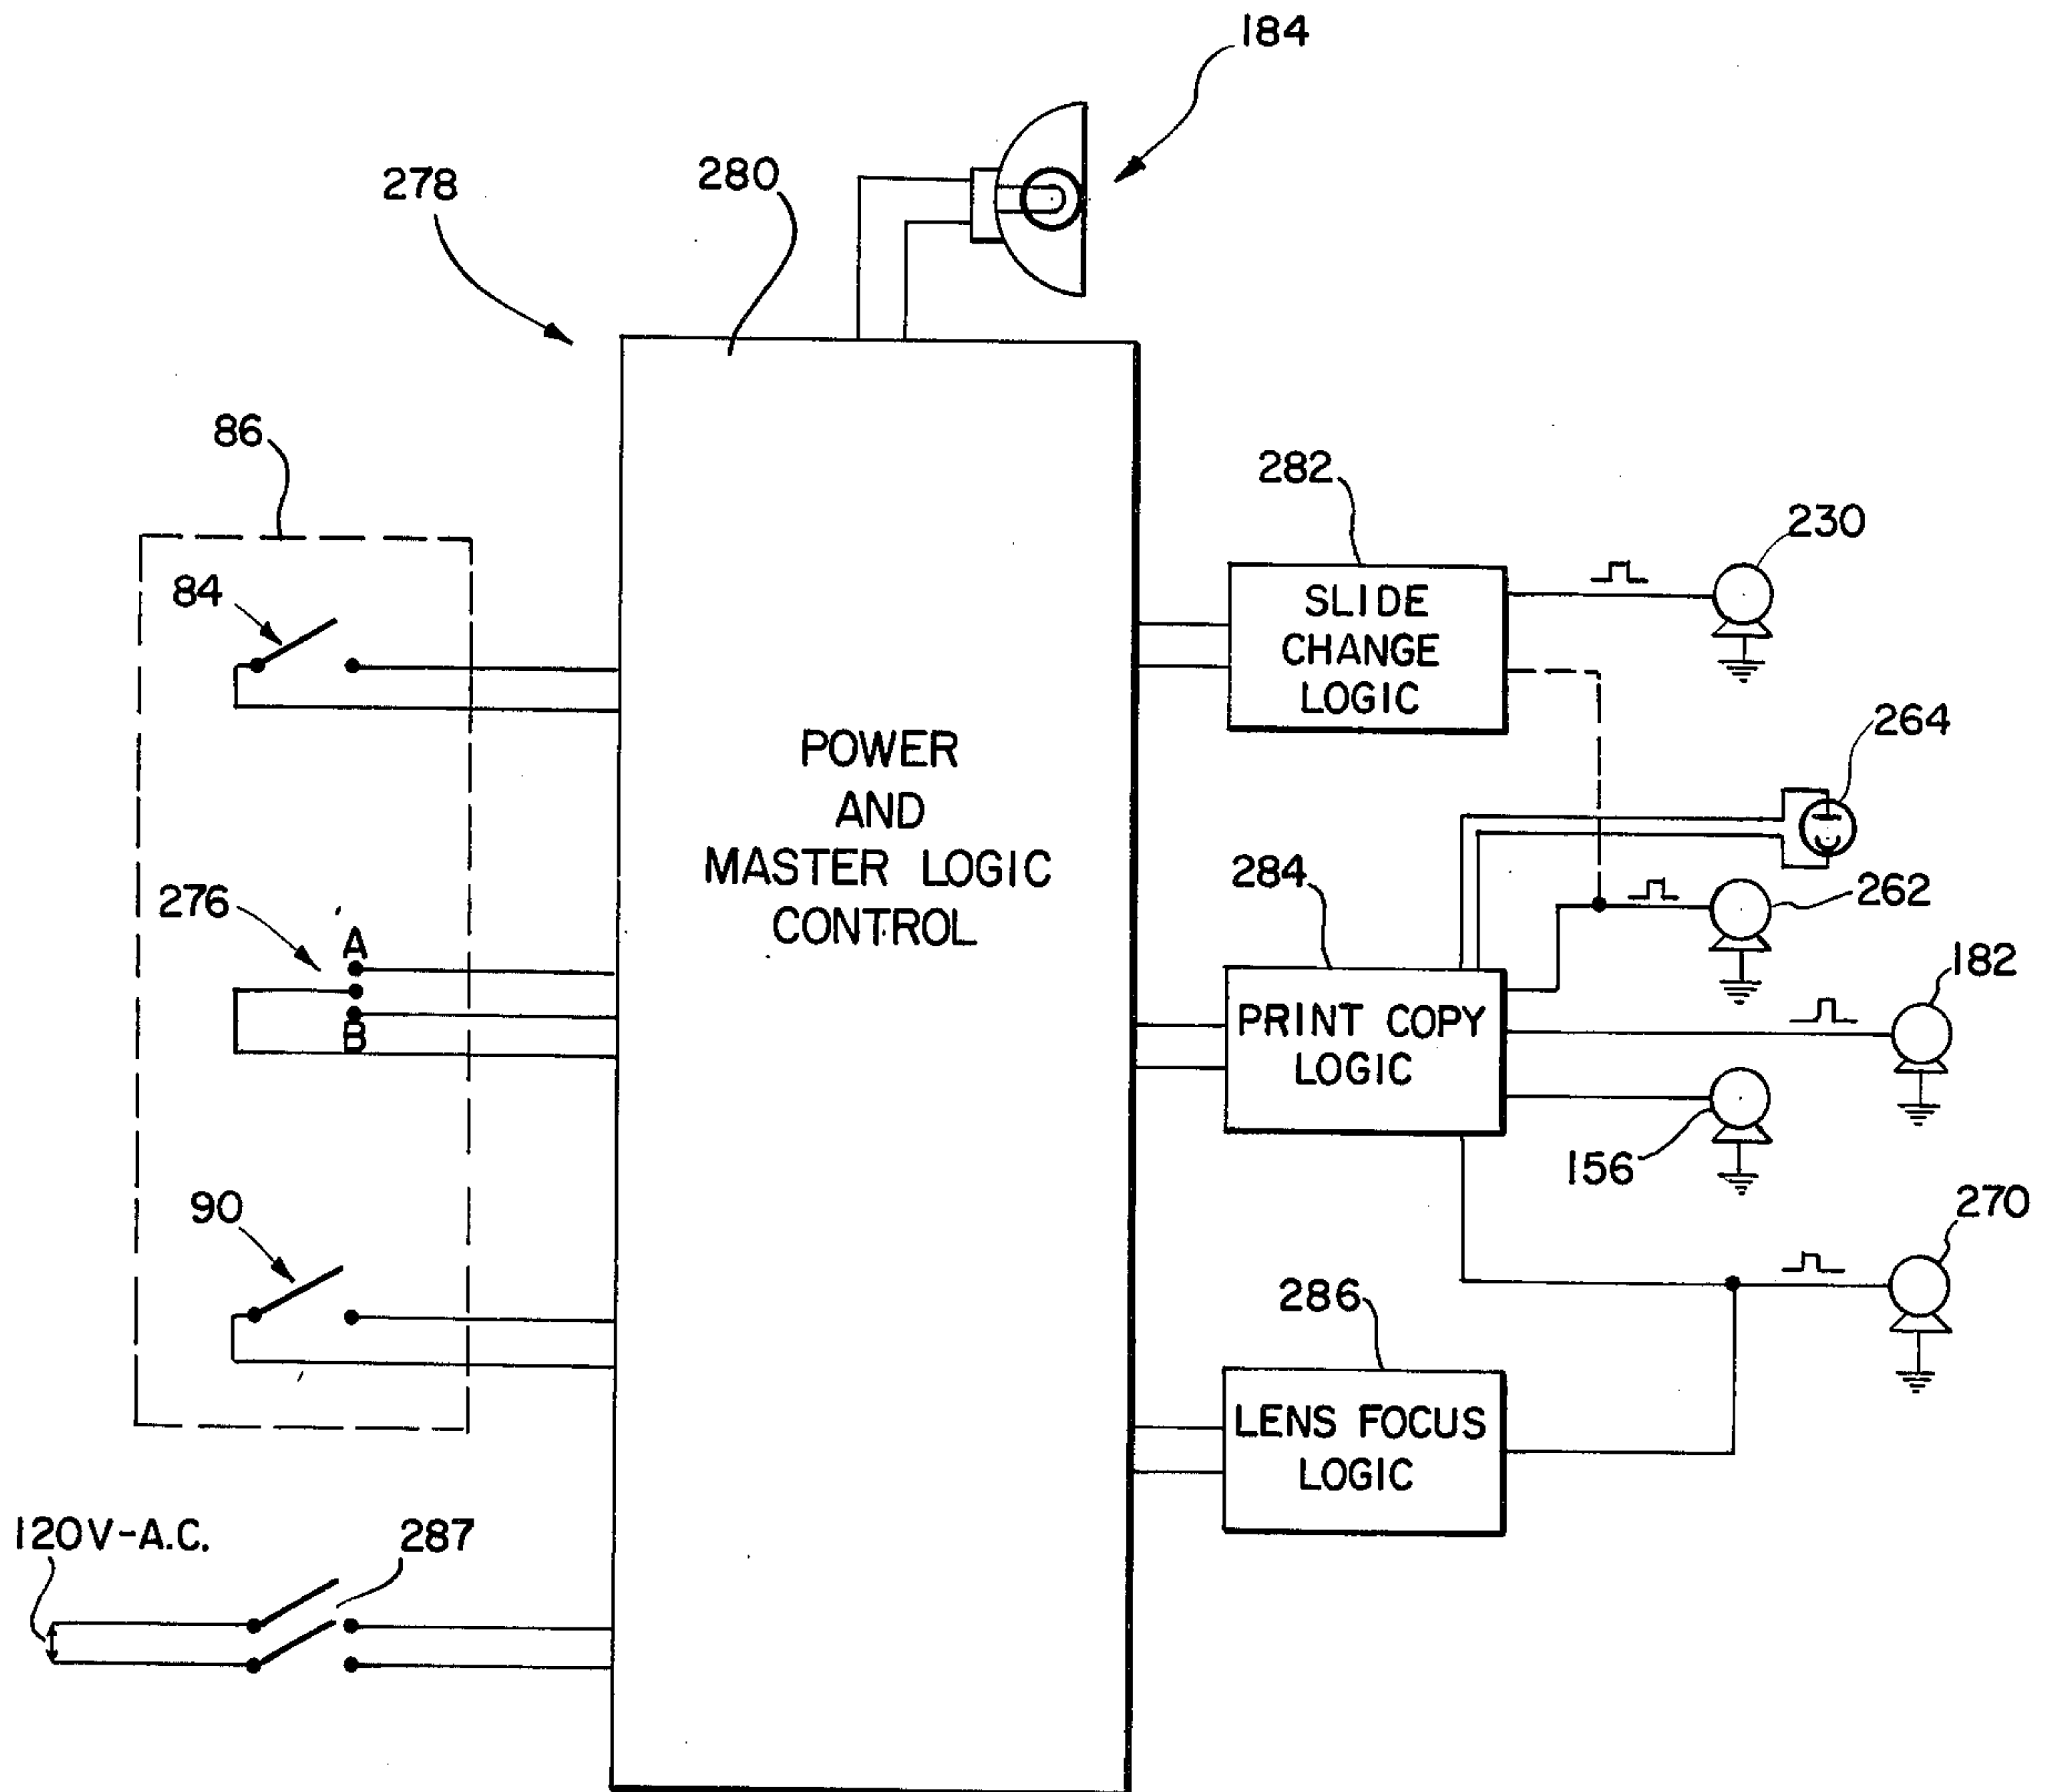 184
280
278
86
282
230
84
SLIDE
CHANGE
LOGIC
264
POWER
AND
MASTER LOGIC
CONTROL
284
262
276
A
B
182
PRINT COPY
LOGIC
156
90
270
286
LENS FOCUS
LOGIC
120V-A.C.
287